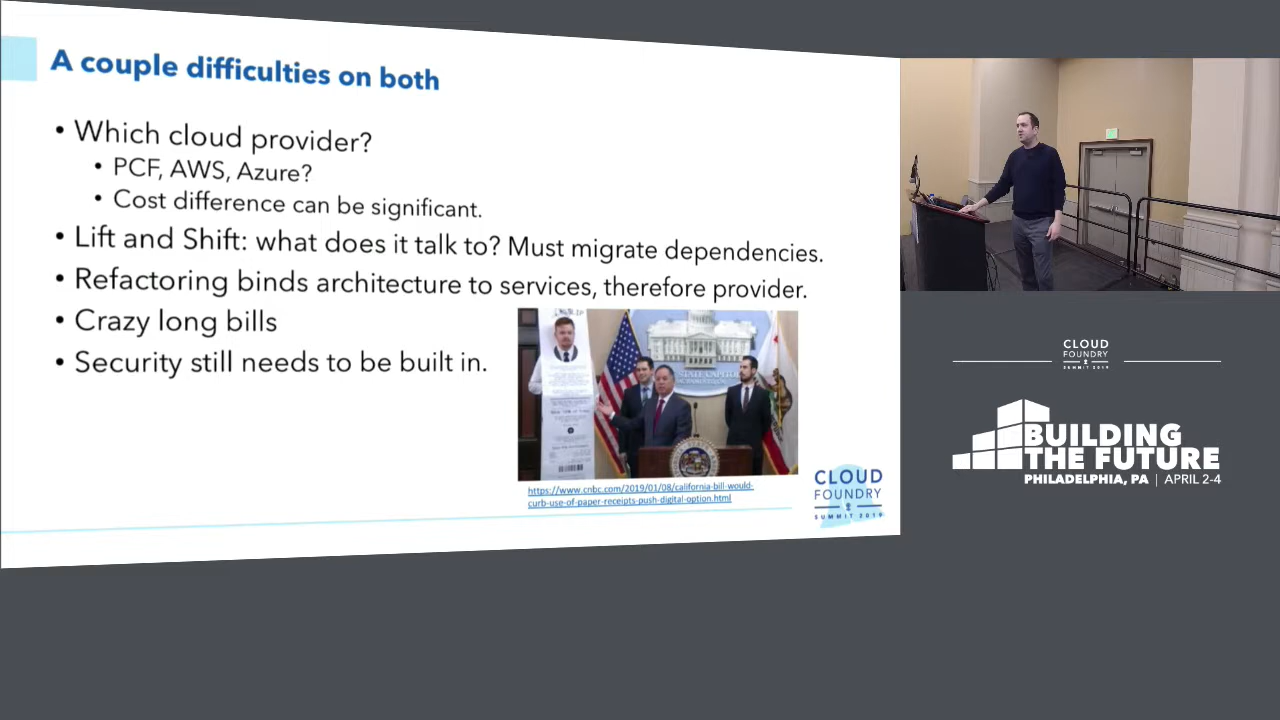 A couple difficulties on both
• Which cloud provider?
• PCF, AWS, Azure?
• Cost difference can be significant.
• Lift and Shift: what does it talk to? Must migrate dependencies.
• Refactoring binds architecture to services, therefore provider.
• Crazy long bills
• Security still needs to be built in.
STATE CAPITOL
https://www.cnbc.com/2019/01/08/california-bill-would-
curb-use-of-paper-receipts-push-digital-option.html
CLOUD
FOUNDRY
SUMMIT 2019
CLOUD
FOUNDRY
SUMMIT 2019
BUILDING
THE FUTURE
PHILADELPHIA, PA | APRIL 2-4